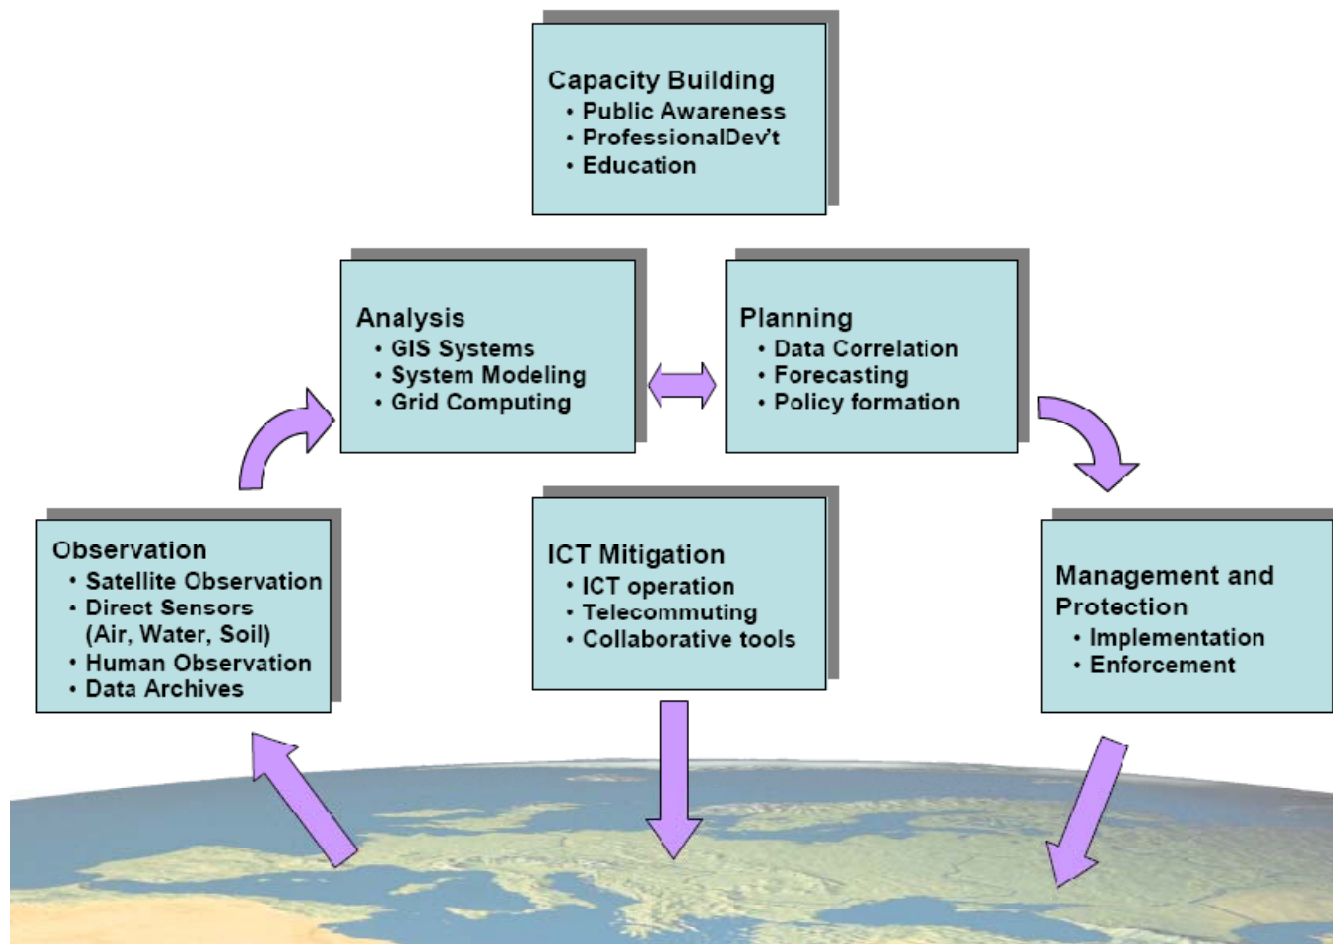 Capacity Building
• Public Awareness
• ProfessionalDev't
• Education
Analysis
• GIS Systems
• System Modeling
• Grid Computing
Planning
• Data Correlation
• Forecasting
• Policy formation
Observation
• Satellite Observation
• Direct Sensors
(Air, Water, Soil)
• Human Observation
• Data Archives
ICT Mitigation
• ICT operation
• Telecommuting
• Collaborative tools
Management and
Protection
• Implementation
• Enforcement